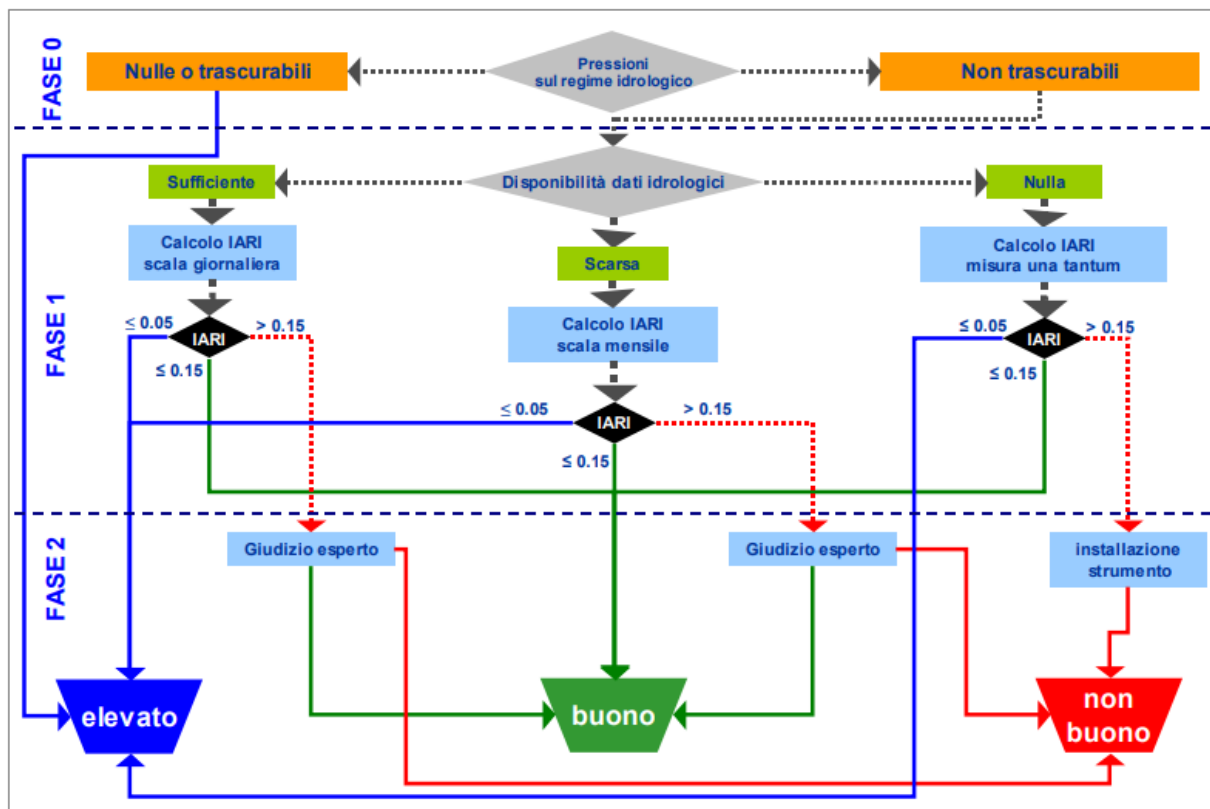 FASE 0
Pressioni
sul regime idrologico
Nulle o trascurabili
Non trascurabili
FASE 1
Sufficiente
Disponibilità dati idrologici
Nulla
Calcolo IARI
scala giornaliera
Scarsa
Calcolo IARI
misura una tantum
≤ 0.05
IARI
> 0.15
≤ 0.15
Calcolo IARI
scala mensile
≤ 0.05
IARI
> 0.15
≤ 0.15
≤ 0.05
IARI
> 0.15
≤ 0.15
FASE 2
Giudizio esperto
Giudizio esperto
installazione
strumento
elevato
buono
non
buono